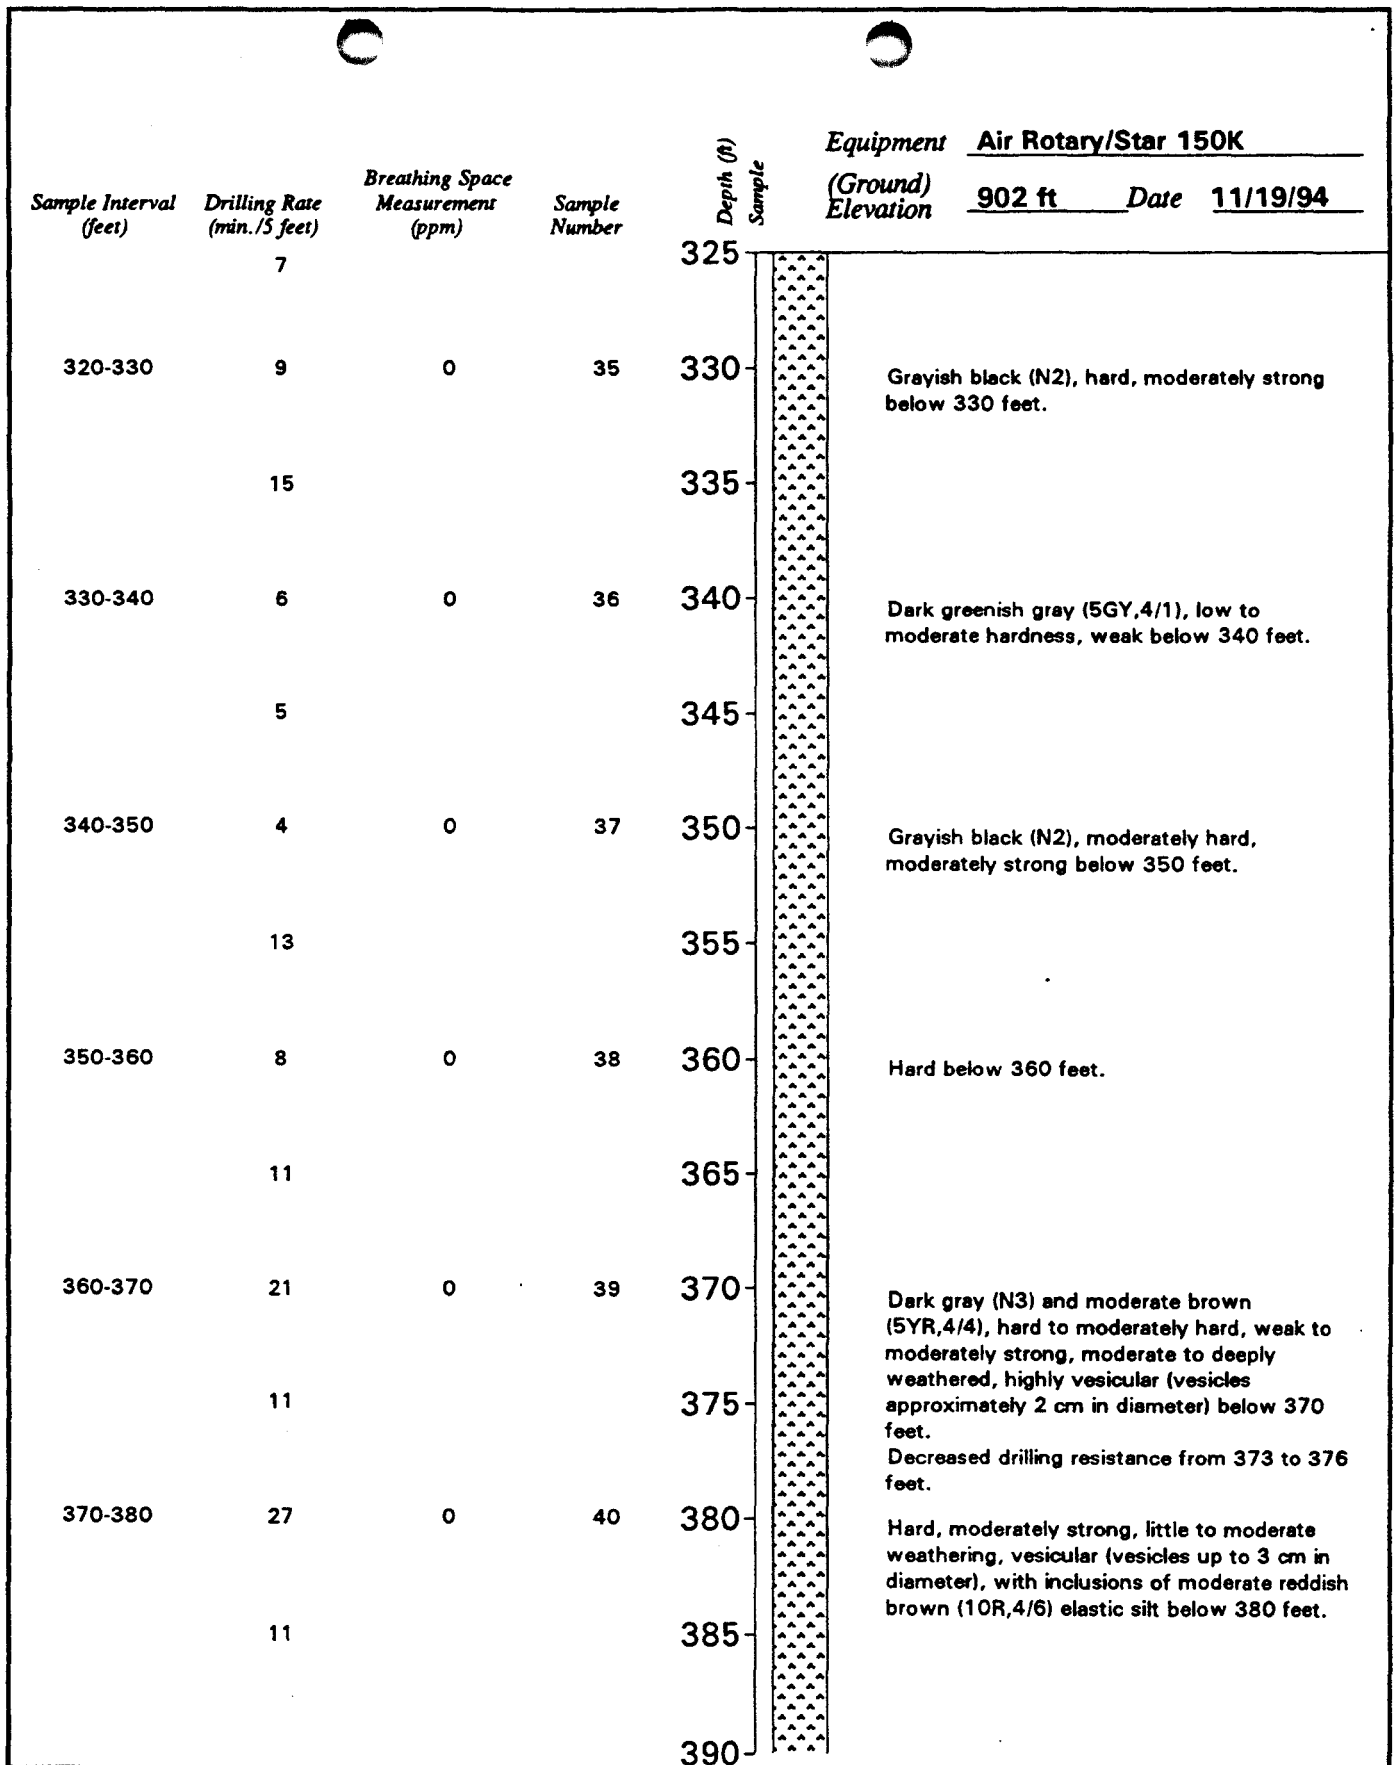 Equipment Air Rotary/Star 150K
(Ground)
Elevation 902 ft Date 11/19/94
Sample Interval
(feet)
Drilling Rate
(min./5 feet)
Breathing Space
Measurement
(ppm)
Sample
Number
Depth (ft)
Sample
7 325
320-330 9 0 35 330
Grayish black (N2), hard, moderately strong
below 330 feet.
15 335
330-340 6 0 36 340
Dark greenish gray (5GY,4/1), low to
moderate hardness, weak below 340 feet.
5 345
340-350 4 0 37 350
Grayish black (N2), moderately hard,
moderately strong below 350 feet.
13 355
350-360 8 0 38 360
Hard below 360 feet.
11 365
360-370 21 0 39 370
Dark gray (N3) and moderate brown
(5YR,4/4), hard to moderately hard, weak to
moderately strong, moderate to deeply
weathered, highly vesicular (vesicles
approximately 2 cm in diameter) below 370
feet.
11 375
Decreased drilling resistance from 373 to 376
feet.
370-380 27 0 40 380
Hard, moderately strong, little to moderate
weathering, vesicular (vesicles up to 3 cm in
diameter), with inclusions of moderate reddish
brown (10R,4/6) elastic silt below 380 feet.
11 385
390